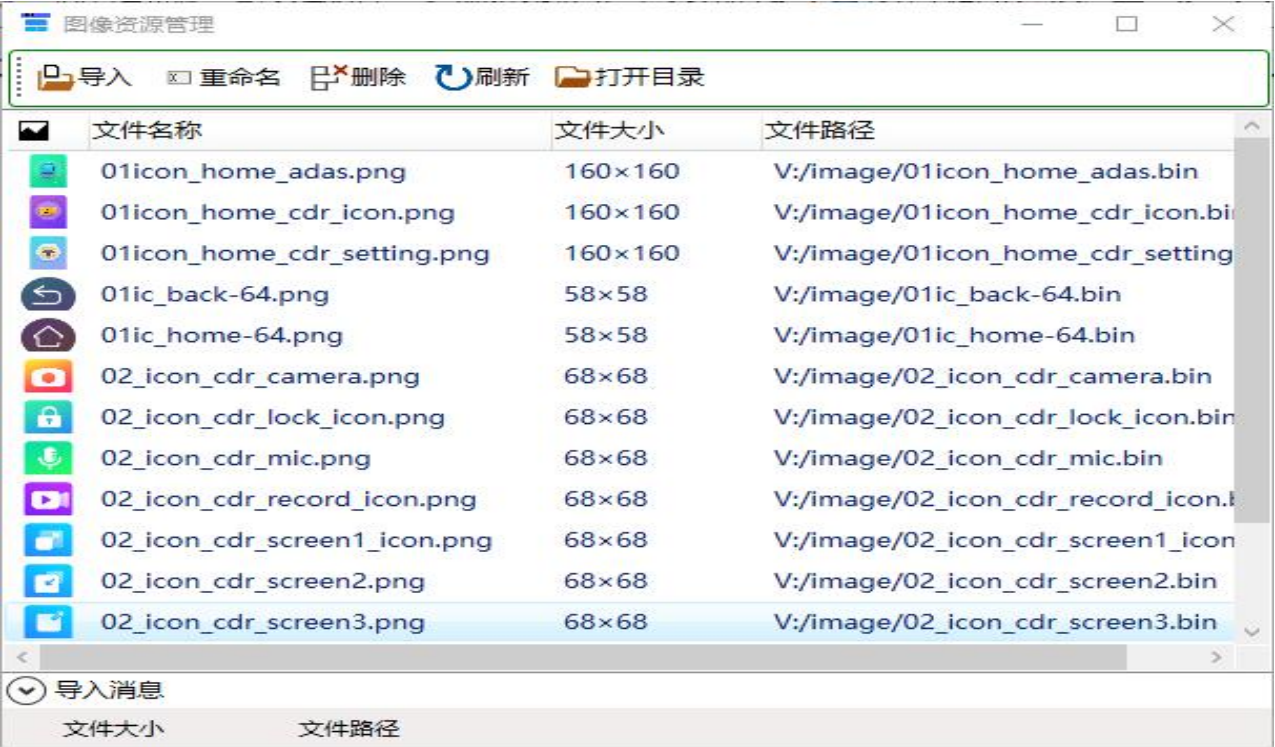 图像资源管理
导入 重命名 删除 刷新 打开目录
文件名称 文件大小 文件路径
01icon_home_adas.png 160×160 V:/image/01icon_home_adas.bin
01icon_home_cdr_icon.png 160×160 V:/image/01icon_home_cdr_icon.bi
01icon_home_cdr_setting.png 160×160 V:/image/01icon_home_cdr_setting
01ic_back-64.png 58×58 V:/image/01ic_back-64.bin
01ic_home-64.png 58×58 V:/image/01ic_home-64.bin
02_icon_cdr_camera.png 68×68 V:/image/02_icon_cdr_camera.bin
02_icon_cdr_lock_icon.png 68×68 V:/image/02_icon_cdr_lock_icon.bin
02_icon_cdr_mic.png 68×68 V:/image/02_icon_cdr_mic.bin
02_icon_cdr_record_icon.png 68×68 V:/image/02_icon_cdr_record_icon.b
02_icon_cdr_screen1_icon.png 68×68 V:/image/02_icon_cdr_screen1_icon
02_icon_cdr_screen2.png 68×68 V:/image/02_icon_cdr_screen2.bin
02_icon_cdr_screen3.png 68×68 V:/image/02_icon_cdr_screen3.bin
导入消息
文件大小 文件路径